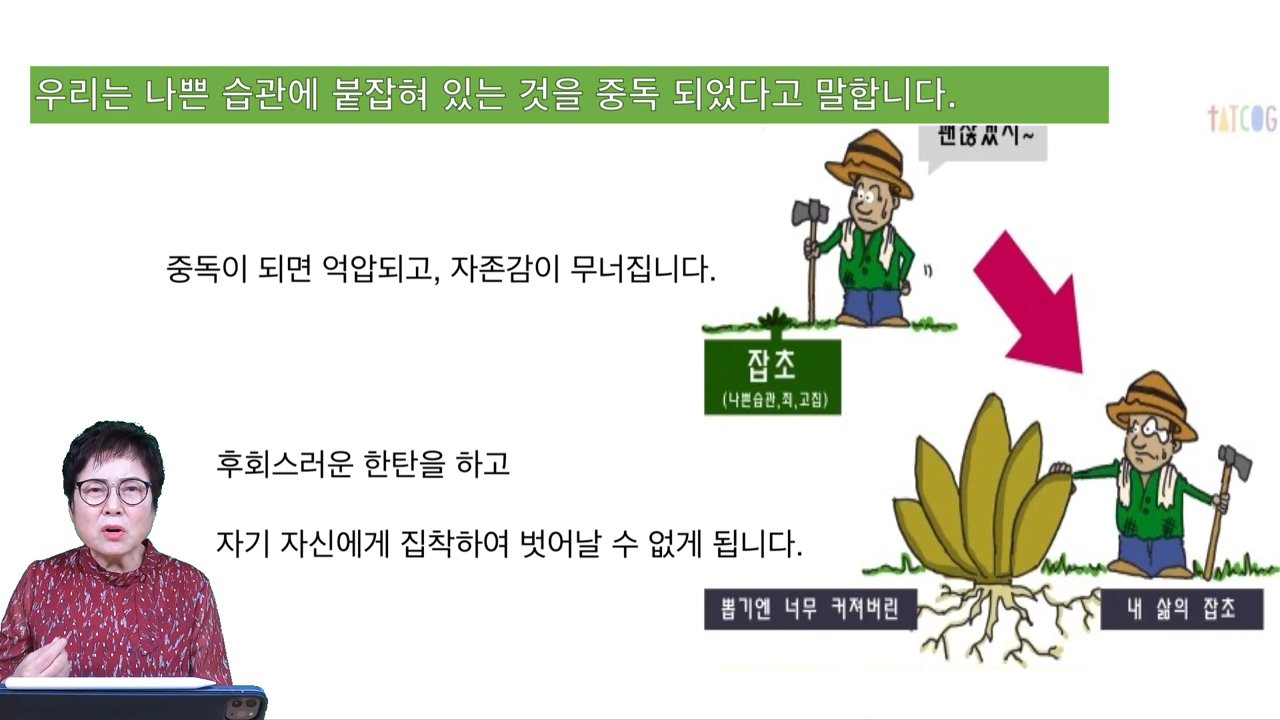 우리는 나쁜 습관에 붙잡혀 있는 것을 중독 되었다고 말합니다.
괜찮겠지~
tATCOG
중독이 되면 억압되고, 자존감이 무너집니다.
잡초
(나쁜습관,죄,고집)
후회스러운 한탄을 하고
자기 자신에게 집착하여 벗어날 수 없게 됩니다.
뽑기엔 너무 커져버린
내 삶의 잡초